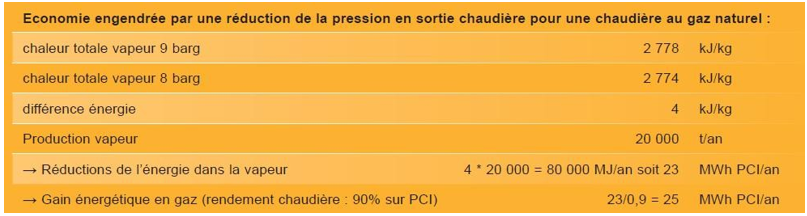 Economie engendrée par une réduction de la pression en sortie chaudière pour une chaudière au gaz naturel :
chaleur totale vapeur 9 barg 2 778 kJ/kg
chaleur totale vapeur 8 barg 2 774 kJ/kg
différence énergie 4 kJ/kg
Production vapeur 20 000 t/an
→ Réductions de l'énergie dans la vapeur 4 * 20 000 = 80 000 MJ/an soit 23 MWh PCI/an
→ Gain énergétique en gaz (rendement chaudière : 90% sur PCI) 23/0,9 = 25 MWh PCI/an